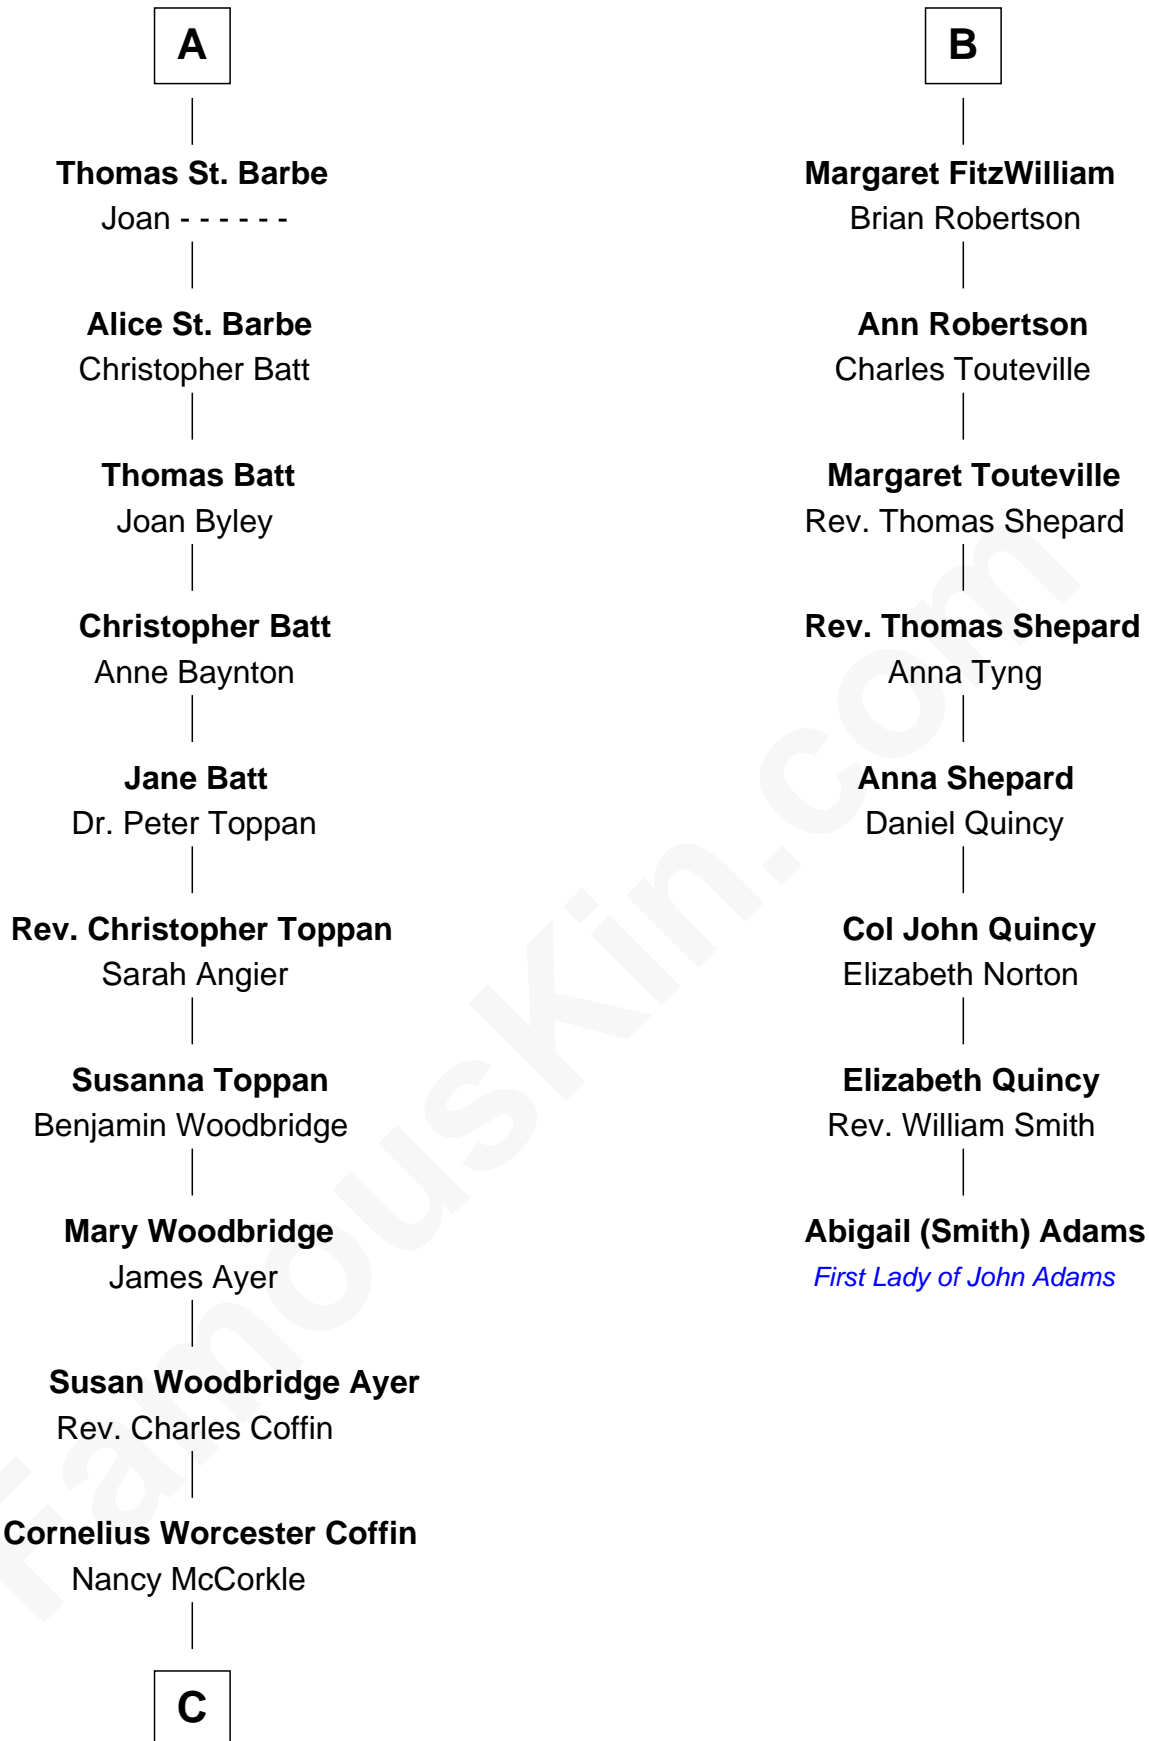 A
Thomas St. Barbe
Joan - - - - - -
Alice St. Barbe
Christopher Batt
Thomas Batt
Joan Byley
Christopher Batt
Anne Baynton
Jane Batt
Dr. Peter Toppan
Rev. Christopher Toppan
Sarah Angier
Susanna Toppan
Benjamin Woodbridge
Mary Woodbridge
James Ayer
Susan Woodbridge Ayer
Rev. Charles Coffin
Cornelius Worcester Coffin
Nancy McCorkle
C
B
Margaret FitzWilliam
Brian Robertson
Ann Robertson
Charles Touteville
Margaret Touteville
Rev. Thomas Shepard
Rev. Thomas Shepard
Anna Tyng
Anna Shepard
Daniel Quincy
Col John Quincy
Elizabeth Norton
Elizabeth Quincy
Rev. William Smith
Abigail (Smith) Adams
First Lady of John Adams
FamousKin.com